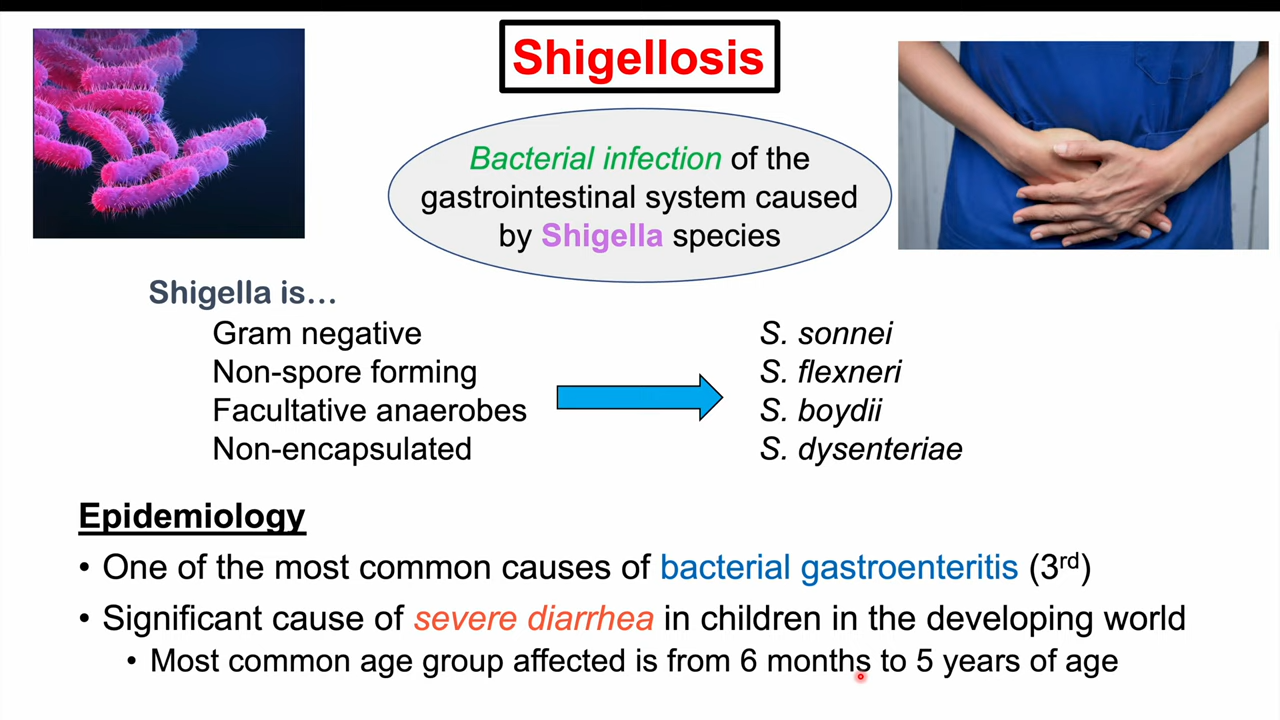 Shigellosis
Bacterial infection of the
gastrointestinal system caused
by Shigella species
Shigella is…
Gram negative
Non-spore forming
Facultative anaerobes
Non-encapsulated
S. sonnei
S. flexneri
S. boydii
S. dysenteriae
Epidemiology
• One of the most common causes of bacterial gastroenteritis (3rd)
• Significant cause of severe diarrhea in children in the developing world
• Most common age group affected is from 6 months to 5 years of age